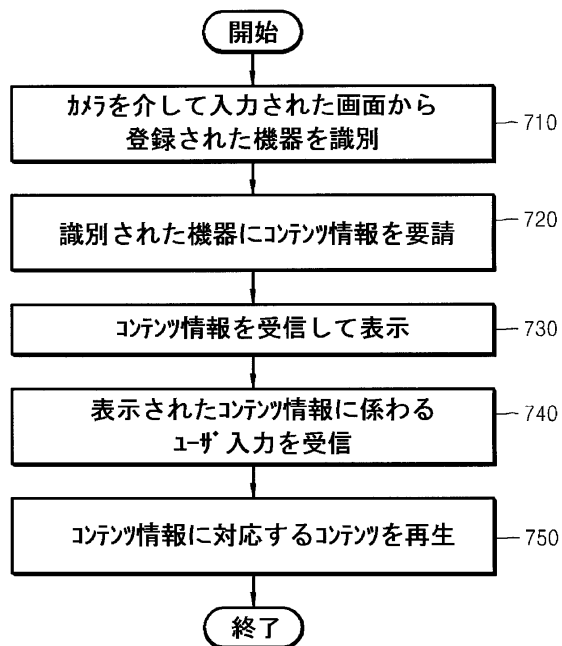 開始
ｶﾒﾗを介して入力された画面から
登録された機器を識別
710
識別された機器にｺﾝﾃﾝﾂ情報を要請
720
ｺﾝﾃﾝﾂ情報を受信して表示
730
表示されたｺﾝﾃﾝﾂ情報に係わる
ﾕｰｻﾞ入力を受信
740
ｺﾝﾃﾝﾂ情報に対応するｺﾝﾃﾝﾂを再生
750
終了